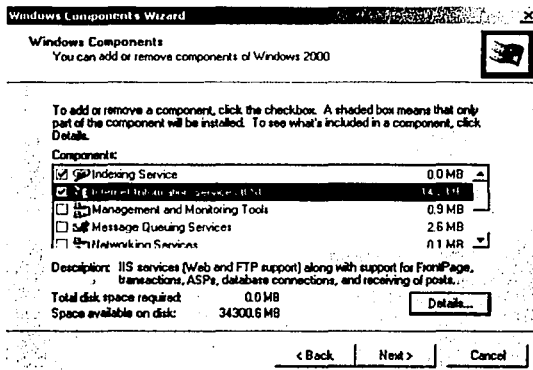 Windows Components Wizard
Windows Components
You can add or remove components of Windows 2000
To add or remove a component, click the checkbox. A shaded box means that only
part of the component will be installed. To see what's included in a component, click
Details.
Components:
Indexing Service 0.0 MB
Internet Information Services (IIS)
Management and Monitoring Tools 0.9 MB
Message Queuing Services 2.6 MB
Networking Services 0.1 MB
Description: IIS services (Web and FTP support) along with support for FrontPage,
transactions, ASPs, database connections, and receiving of posts.
Total disk space required: 0.0 MB
Space available on disk: 34300.6 MB
Details...
< Back Next > Cancel